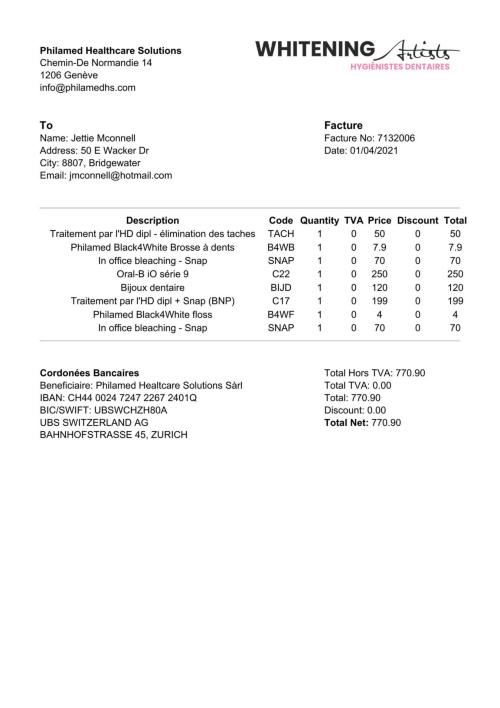 Philamed Healthcare Solutions
Chemin-De Normandie 14
1206 Genève
info@philamedhs.com
WHITENING Artists
HYGIÉNISTES DENTAIRES
To
Name: Jettie Mconnell
Address: 50 E Wacker Dr
City: 8807, Bridgewater
Email: jmconnell@hotmail.com
Facture
Facture No: 7132006
Date: 01/04/2021
Description Code Quantity TVA Price Discount Total
Traitement par l'HD dipl - élimination des taches TACH 1 0 50 0 50
Philamed Black4White Brosse à dents B4WB 1 0 7.9 0 7.9
In office bleaching - Snap SNAP 1 0 70 0 70
Oral-B iO série 9 C22 1 0 250 0 250
Bijoux dentaire BIJD 1 0 120 0 120
Traitement par l'HD dipl + Snap (BNP) C17 1 0 199 0 199
Philamed Black4White floss B4WF 1 0 4 0 4
In office bleaching - Snap SNAP 1 0 70 0 70
Cordonées Bancaires
Beneficiaire: Philamed Healtcare Solutions Sàrl
IBAN: CH44 0024 7247 2267 2401Q
BIC/SWIFT: UBSWCHZH80A
UBS SWITZERLAND AG
BAHNHOFSTRASSE 45, ZURICH
Total Hors TVA: 770.90
Total TVA: 0.00
Total: 770.90
Discount: 0.00
Total Net: 770.90